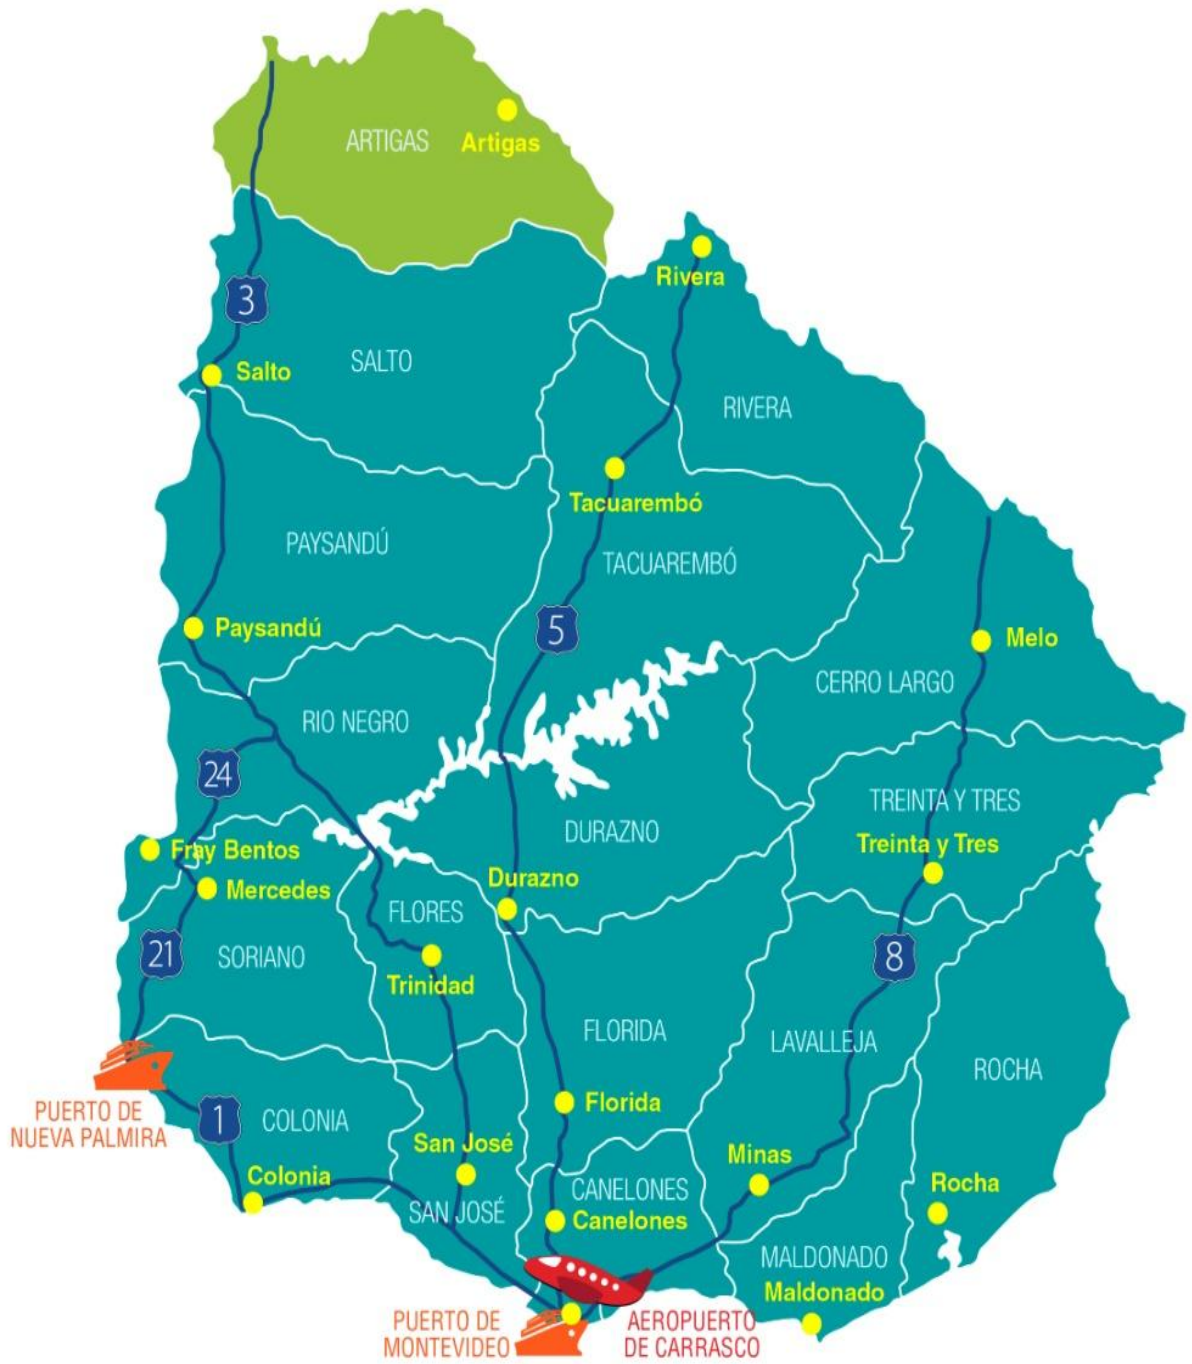 ARTIGAS
Artigas
Rivera
3
SALTO
Salto
RIVERA
Tacuarembó
PAYSANDÚ
TACUAREMBÓ
Paysandú
5
Melo
CERRO LARGO
RIO NEGRO
24
TREINTA Y TRES
DURAZNO
Treinta y Tres
Fray Bentos
Durazno
Mercedes
FLORES
21
SORIANO
8
Trinidad
FLORIDA
LAVALLEJA
ROCHA
PUERTO DE
NUEVA PALMIRA
1
COLONIA
Florida
San José
Minas
Colonia
CANELONES
Rocha
SAN JOSÉ
Canelones
MALDONADO
Maldonado
PUERTO DE
MONTEVIDEO
AEROPUERTO
DE CARRASCO